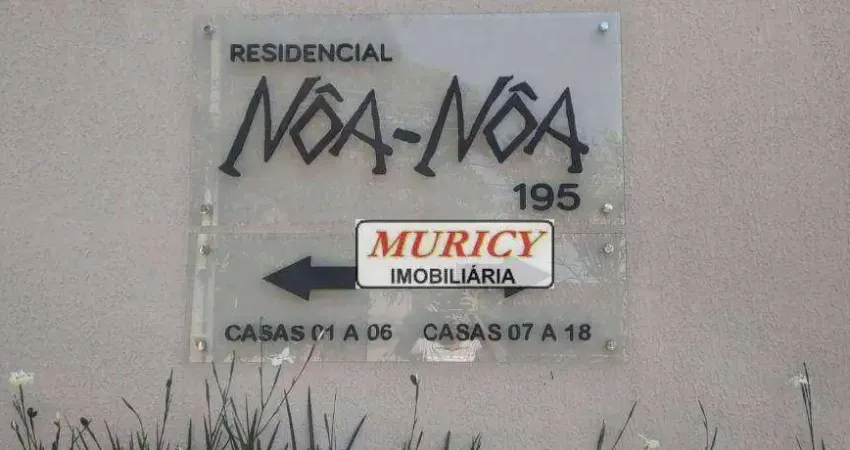 RESIDENCIAL
NÔA-NÔA
195
MURICY
IMOBILIÁRIA
CASAS 01 A 06 CASAS 07 A 18